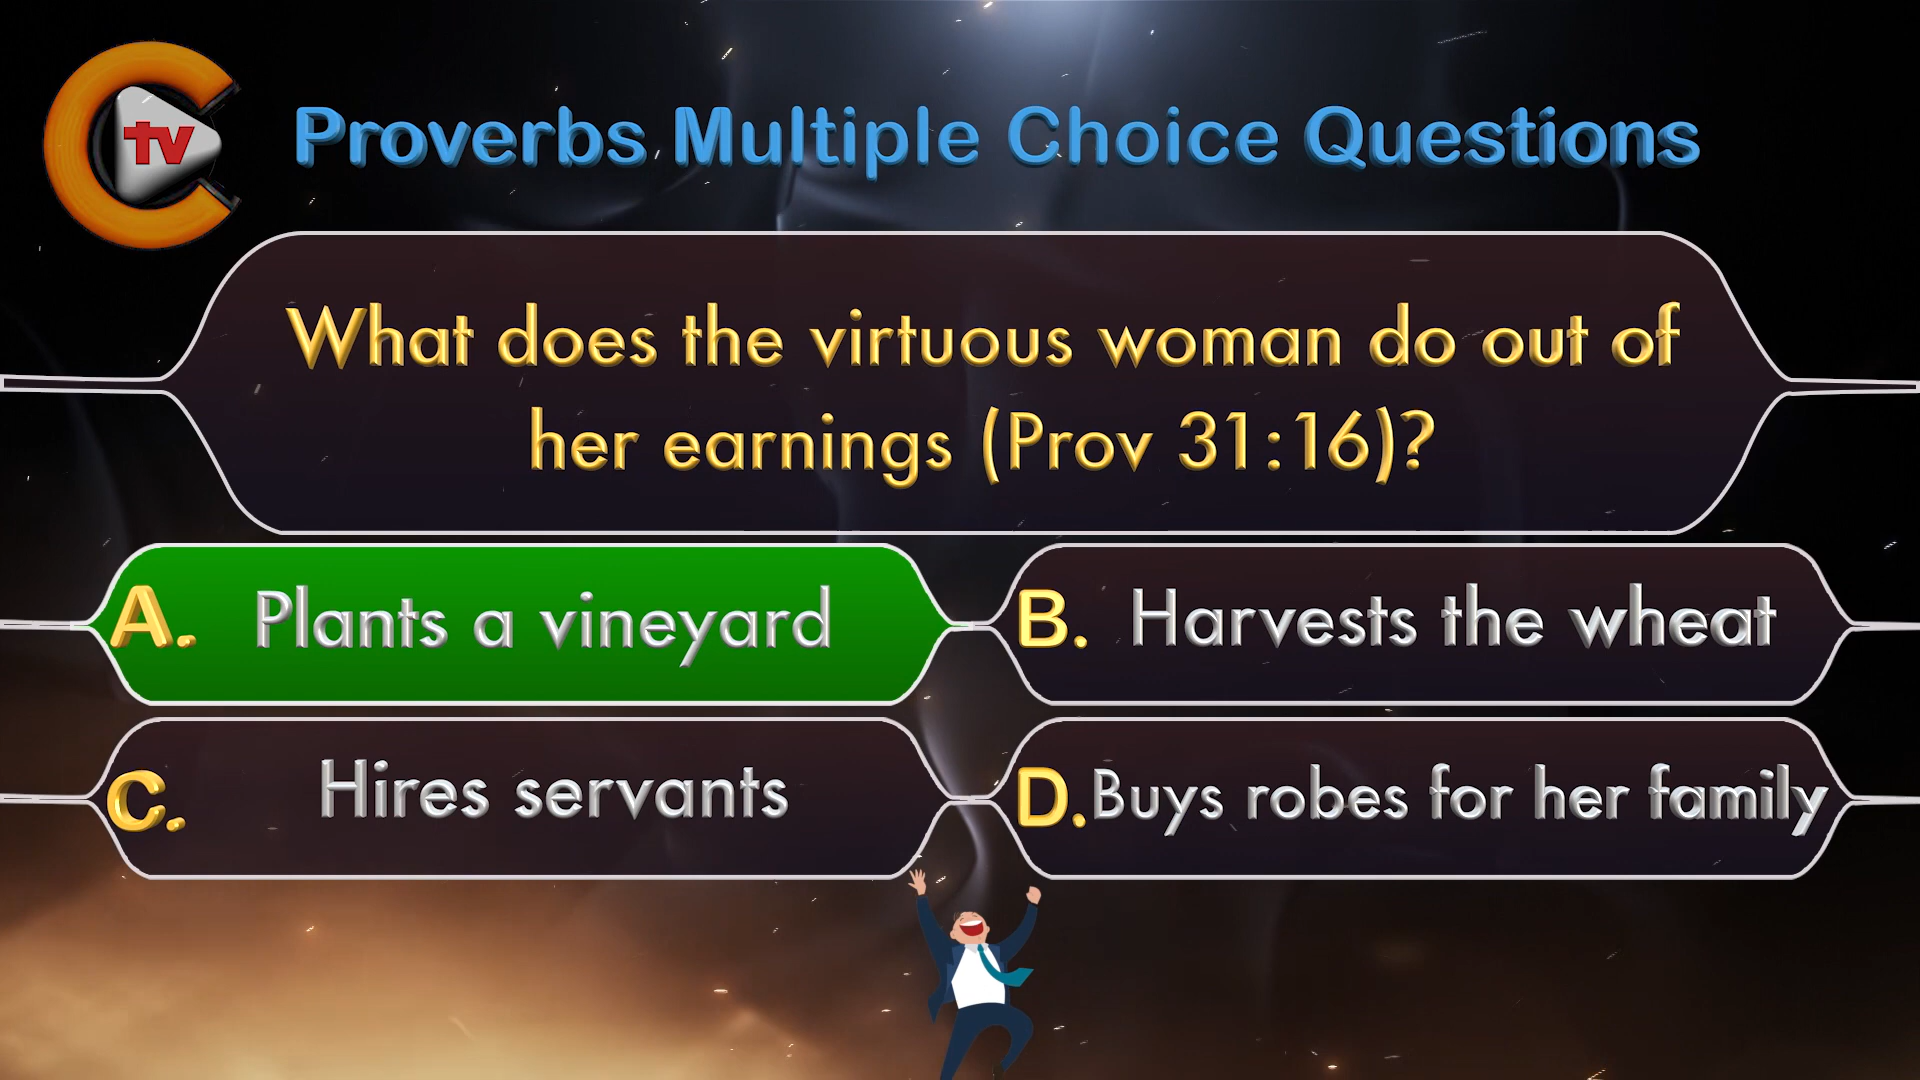 tv
Proverbs Multiple Choice Questions
What does the virtuous woman do out of
her earnings (Prov 31:16)?
A. Plants a vineyard
B. Harvests the wheat
C. Hires servants
D. Buys robes for her family